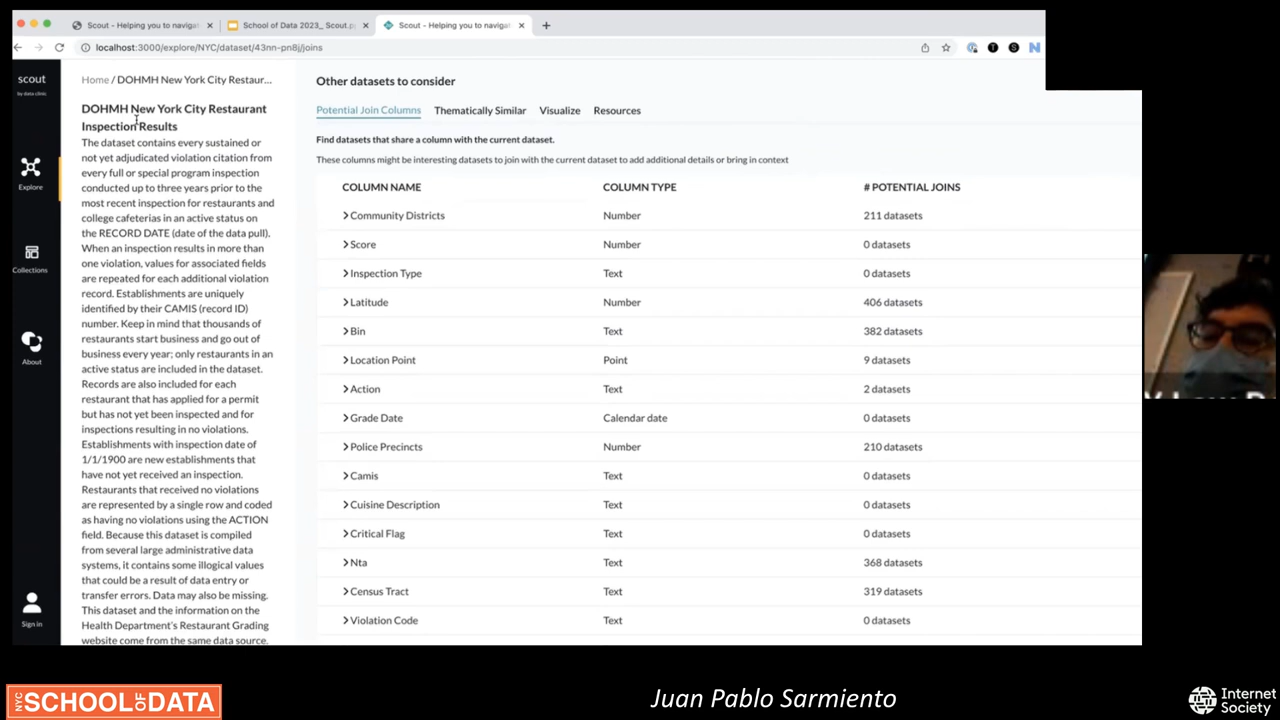 Scout - Helping you to navigat
School of Data 2023_ Scout.p
Scout - Helping you to navigat
localhost:3000/explore/NYC/dataset/43nn-pn8j/joins
scout
by data clinic
Explore
Collections
About
Sign in
Home / DOHMH New York City Restaur...
DOHMH New York City Restaurant
Inspection Results
The dataset contains every sustained or
not yet adjudicated violation citation from
every full or special program inspection
conducted up to three years prior to the
most recent inspection for restaurants and
college cafeterias in an active status on
the RECORD DATE (date of the data pull).
When an inspection results in more than
one violation, values for associated fields
are repeated for each additional violation
record. Establishments are uniquely
identified by their CAMIS (record ID)
number. Keep in mind that thousands of
restaurants start business and go out of
business every year; only restaurants in an
active status are included in the dataset.
Records are also included for each
restaurant that has applied for a permit
but has not yet been inspected and for
inspections resulting in no violations.
Establishments with inspection date of
1/1/1900 are new establishments that
have not yet received an inspection.
Restaurants that received no violations
are represented by a single row and coded
as having no violations using the ACTION
field. Because this dataset is compiled
from several large administrative data
systems, it contains some illogical values
that could be a result of data entry or
transfer errors. Data may also be missing.
This dataset and the information on the
Health Department's Restaurant Grading
website come from the same data source.
Other datasets to consider
Potential Join Columns Thematically Similar Visualize Resources
Find datasets that share a column with the current dataset.
These columns might be interesting datasets to join with the current dataset to add additional details or bring in context
COLUMN NAME COLUMN TYPE # POTENTIAL JOINS
Community Districts Number 211 datasets
Score Number 0 datasets
Inspection Type Text 0 datasets
Latitude Number 406 datasets
Bin Text 382 datasets
Location Point Point 9 datasets
Action Text 2 datasets
Grade Date Calendar date 0 datasets
Police Precincts Number 210 datasets
Camis Text 0 datasets
Cuisine Description Text 0 datasets
Critical Flag Text 0 datasets
Nta Text 368 datasets
Census Tract Text 319 datasets
Violation Code Text 0 datasets
NYC SCHOOL OF DATA
Juan Pablo Sarmiento
Internet
Society